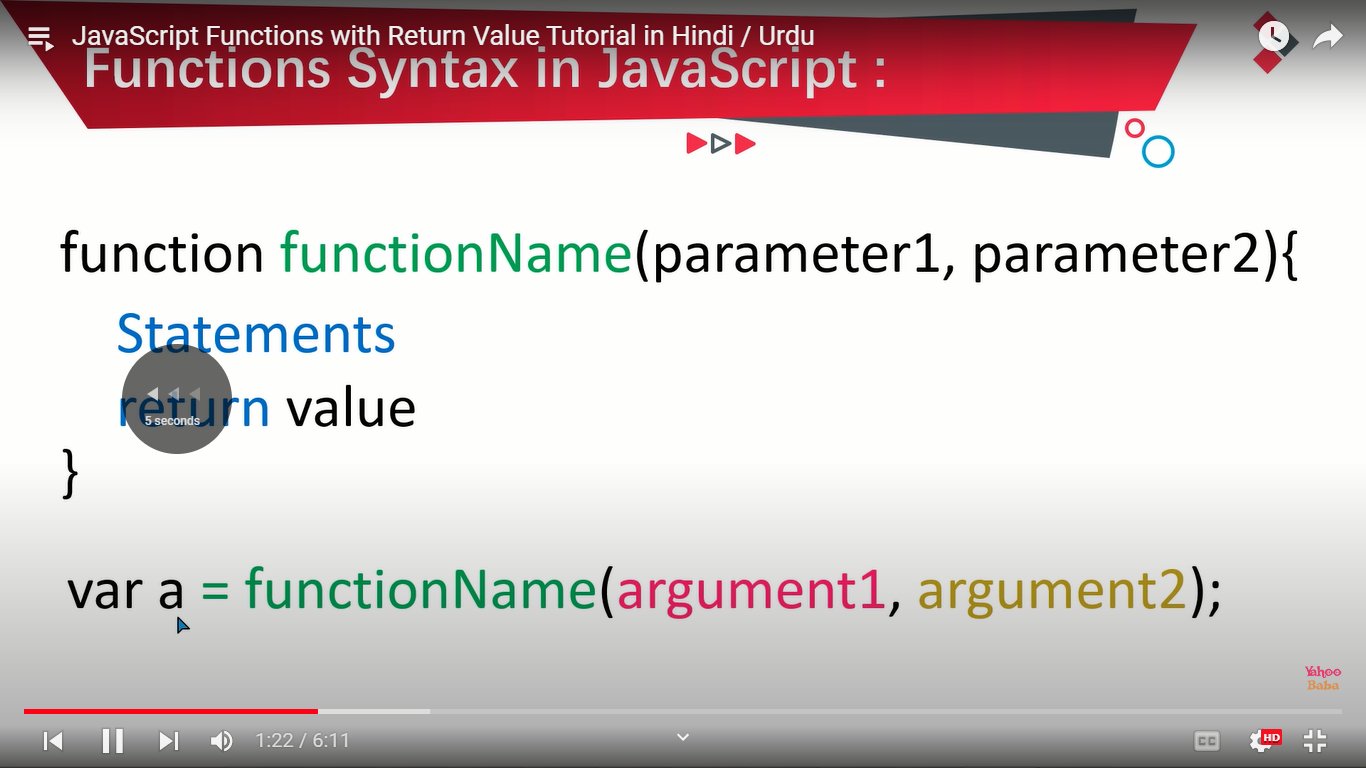 JavaScript Functions with Return Value Tutorial in Hindi / Urdu
Functions Syntax in JavaScript :
function functionName(parameter1, parameter2){
Statements
return value
5 seconds
}
var a = functionName(argument1, argument2);
Yahoo
Baba
1:22 / 6:11
CC
HD